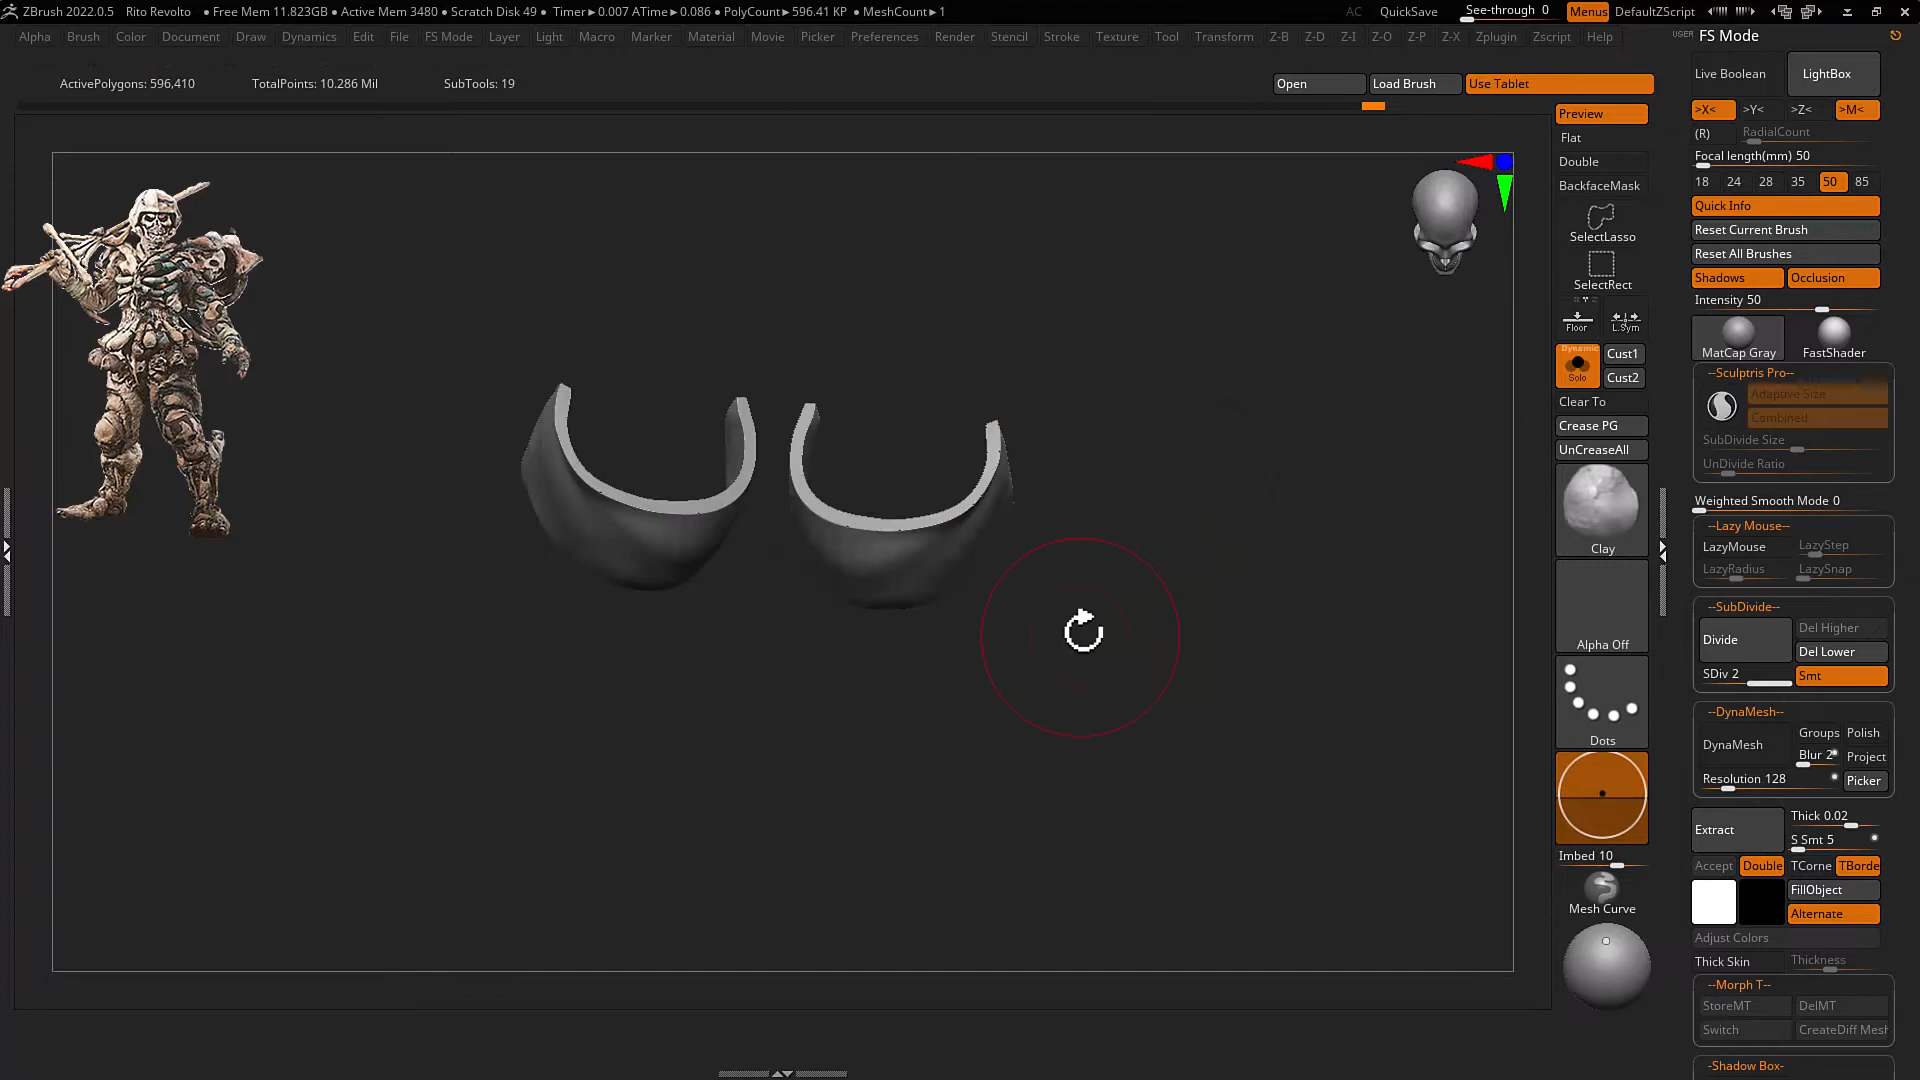 ZBrush 2022.0.5 Rito Revolto • Free Mem 11.823GB • Active Mem 3480 • Scratch Disk 49 • Timer▸0.007 ATime▸0.086 • PolyCount▸596.41 KP • MeshCount▸1 AC QuickSave See-through 0 Menus DefaultZScript
Alpha Brush Color Document Draw Dynamics Edit File FS Mode Layer Light Macro Marker Material Movie Picker Preferences Render Stencil Stroke Texture Tool Transform Z-B Z-D Z-I Z-O Z-P Z-X Zplugin Zscript Help
USER FS Mode
ActivePolygons: 596,410 TotalPoints: 10.286 Mil SubTools: 19
Open Load Brush Use Tablet
Preview
Flat
Double
BackfaceMask
SelectLasso
SelectRect
Floor L.Sym
Dynamic
Solo
Cust1
Cust2
Clear To
Crease PG
UnCreaseAll
Clay
Alpha Off
Dots
Imbed 10
Mesh Curve
Live Boolean LightBox
>X< >Y< >Z< >M<
(R) RadialCount
Focal length(mm) 50
18 24 28 35 50 85
Quick Info
Reset Current Brush
Reset All Brushes
Shadows Occlusion
Intensity 50
MatCap Gray FastShader
--Sculptris Pro--
Adaptive Size
Combined
SubDivide Size
UnDivide Ratio
Weighted Smooth Mode 0
--Lazy Mouse--
LazyMouse LazyStep
LazyRadius LazySnap
--SubDivide--
Divide Del Higher
Del Lower
SDiv 2 Smt
--DynaMesh--
DynaMesh Groups Polish
Blur 2 Project
Resolution 128 Picker
Extract Thick 0.02
S Smt 5
Accept Double TCorne TBorde
FillObject
Alternate
Adjust Colors
Thick Skin Thickness
--Morph T--
StoreMT DelMT
Switch CreateDiff Mesh
-Shadow Box-